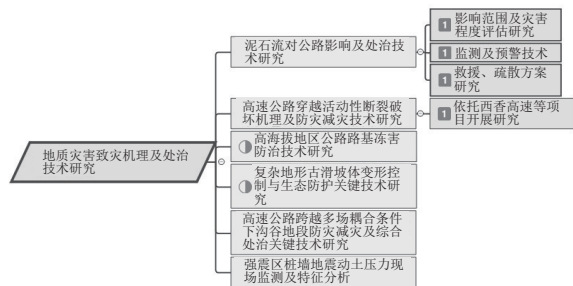 地质灾害致灾机理及处治
技术研究
泥石流对公路影响及处治技
术研究
1 影响范围及灾害
程度评估研究
1 监测及预警技术
1 救援、疏散方案
研究
高速公路穿越活动性断裂破
坏机理及防灾减灾技术研究
1 依托西香高速等项
目开展研究
高海拔地区公路路基冻害
防治技术研究
复杂地形古滑坡体变形控
制与生态防护关键技术研
究
高速公路跨越多场耦合条件
下沟谷地段防灾减灾及综合
处治关键技术研究
强震区桩墙地震动土压力现
场监测及特征分析